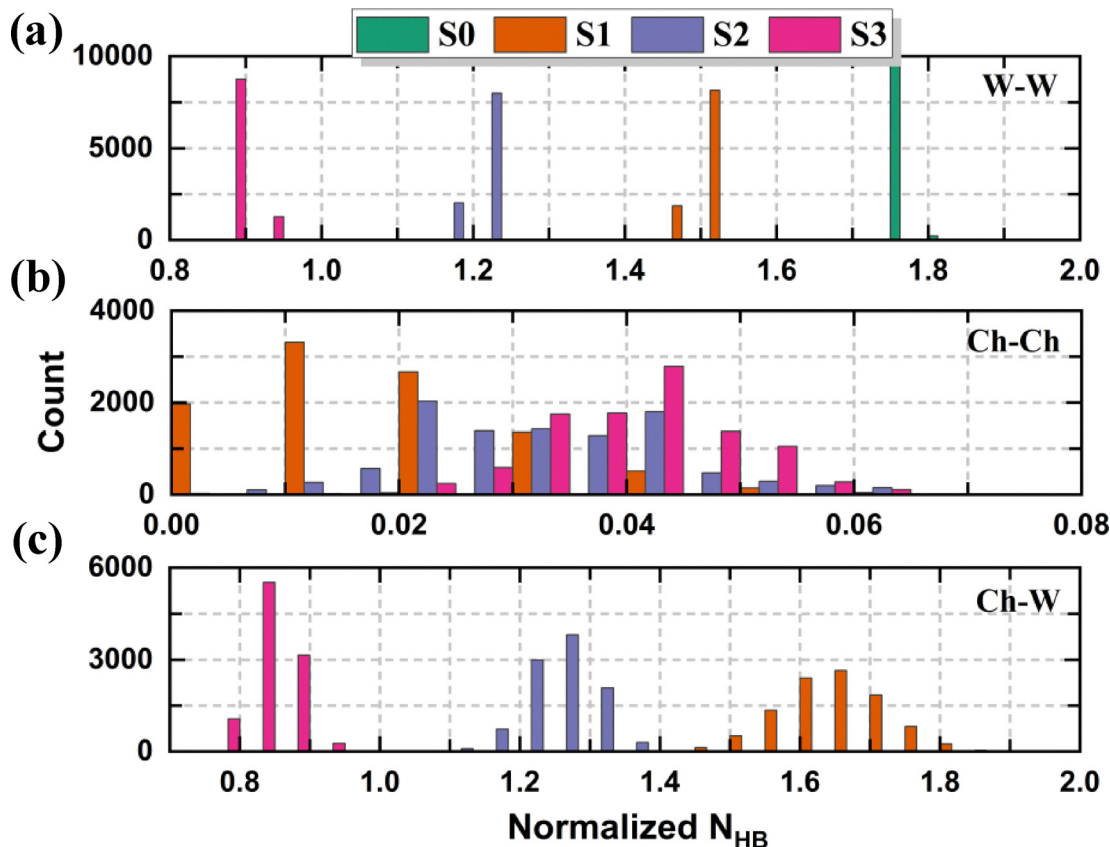 (a)
S0 S1 S2 S3
10000
W-W
5000
0
0.8 1.0 1.2 1.4 1.6 1.8 2.0
(b)
4000
Ch-Ch
Count
2000
0
0.00 0.02 0.04 0.06 0.08
(c)
6000
Ch-W
3000
0
0.8 1.0 1.2 1.4 1.6 1.8 2.0
Normalized N_HB